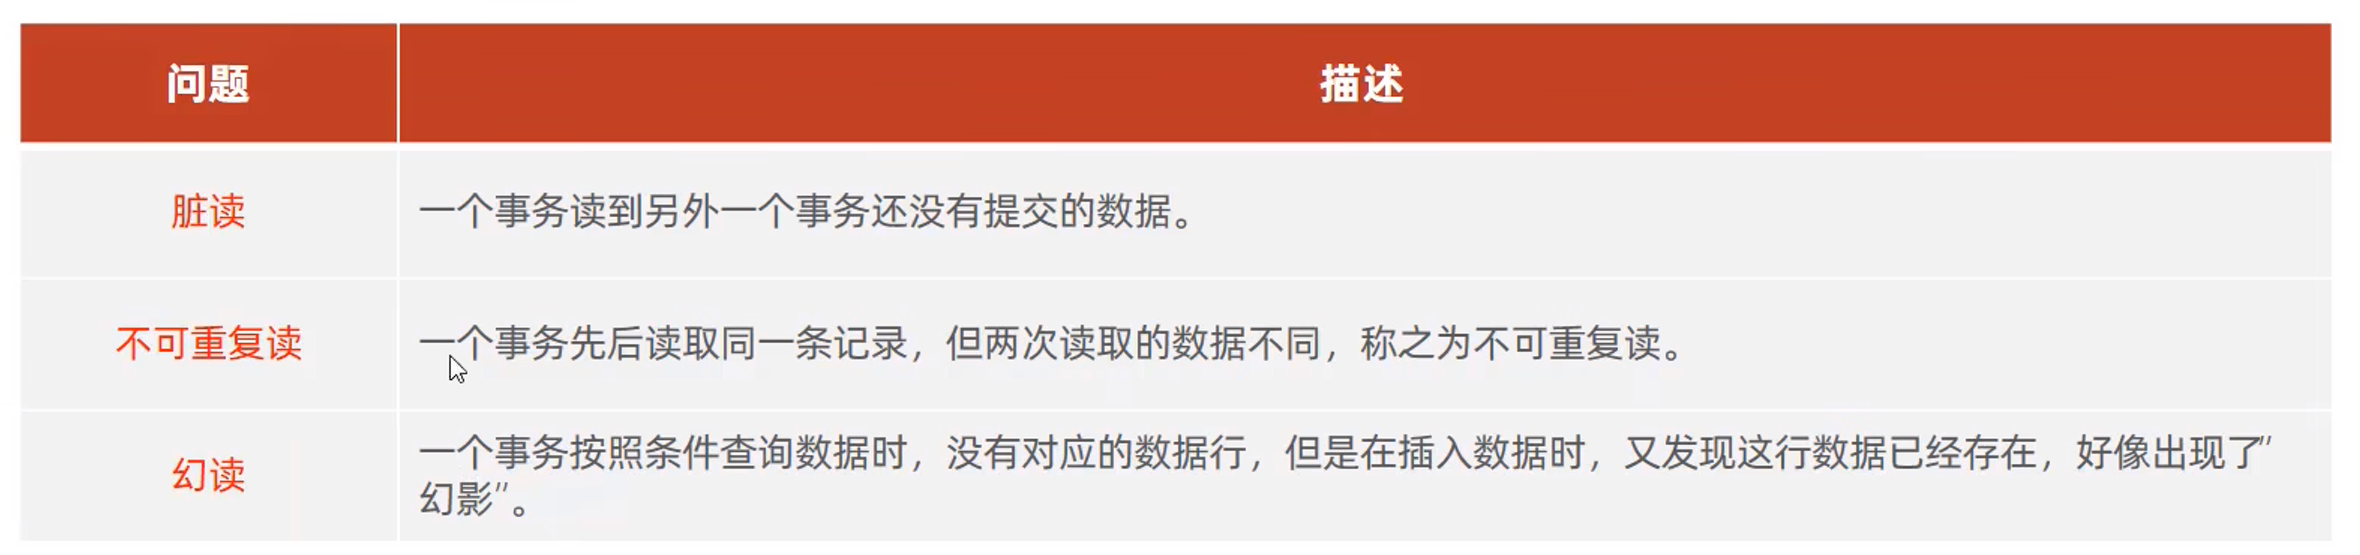 问题 描述
脏读 一个事务读到另外一个事务还没有提交的数据。
不可重复读 一个事务先后读取同一条记录，但两次读取的数据不同，称之为不可重复读。
幻读 一个事务按照条件查询数据时，没有对应的数据行，但是在插入数据时，又发现这行数据已经存在，好像出现了”
幻影”。